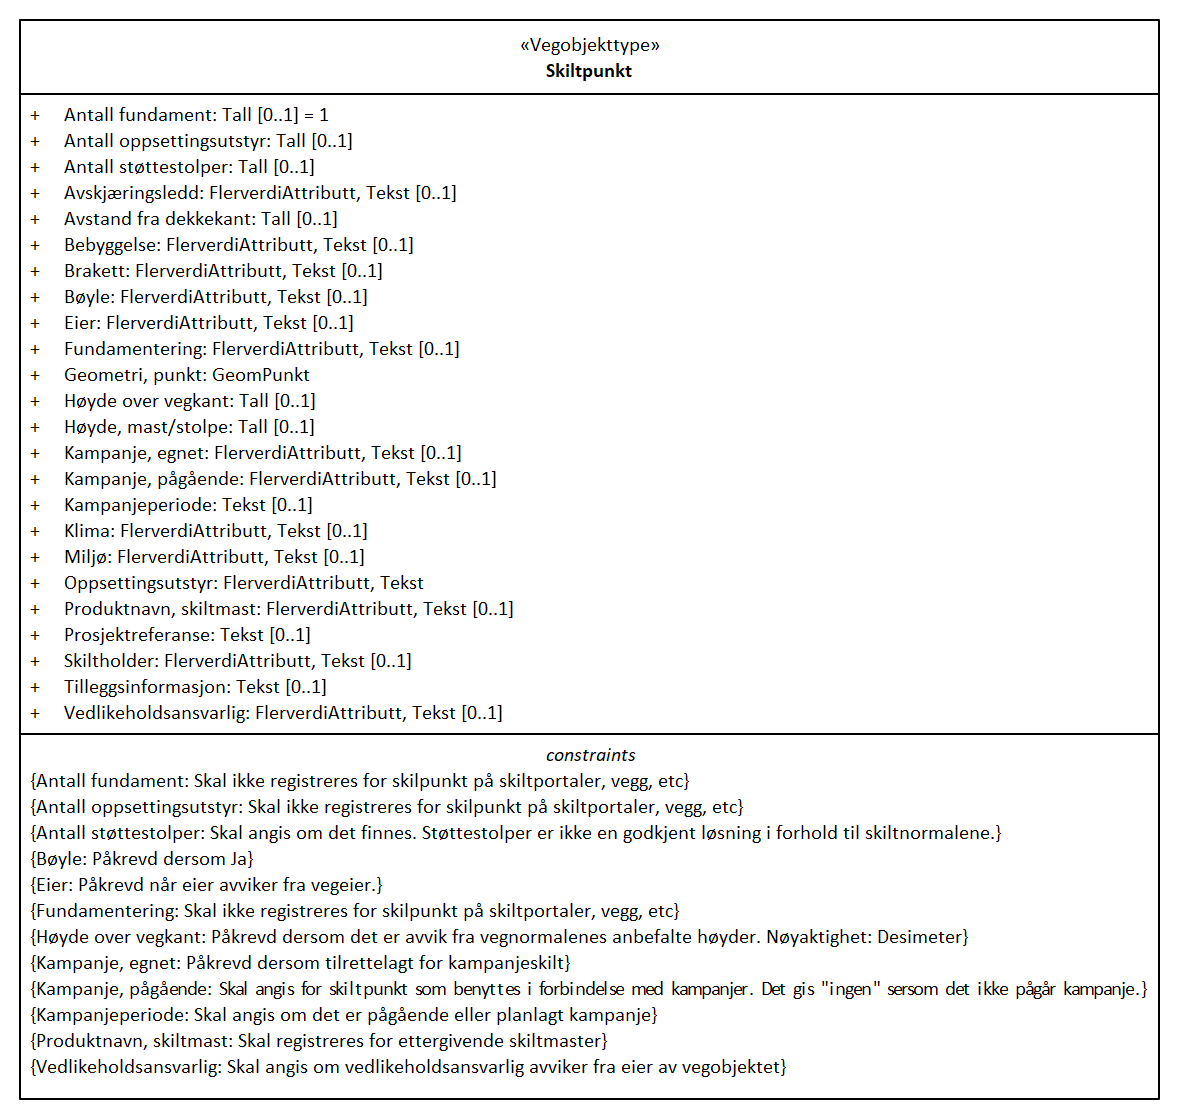 «Vegobjekttype»
Skiltpunkt
+ Antall fundament: Tall [0..1] = 1
+ Antall oppsettingsutstyr: Tall [0..1]
+ Antall støttestolper: Tall [0..1]
+ Avskjæringsledd: FlerverdiAttributt, Tekst [0..1]
+ Avstand fra dekkekant: Tall [0..1]
+ Bebyggelse: FlerverdiAttributt, Tekst [0..1]
+ Brakett: FlerverdiAttributt, Tekst [0..1]
+ Bøyle: FlerverdiAttributt, Tekst [0..1]
+ Eier: FlerverdiAttributt, Tekst [0..1]
+ Fundamentering: FlerverdiAttributt, Tekst [0..1]
+ Geometri, punkt: GeomPunkt
+ Høyde over vegkant: Tall [0..1]
+ Høyde, mast/stolpe: Tall [0..1]
+ Kampanje, egnet: FlerverdiAttributt, Tekst [0..1]
+ Kampanje, pågående: FlerverdiAttributt, Tekst [0..1]
+ Kampanjeperiode: Tekst [0..1]
+ Klima: FlerverdiAttributt, Tekst [0..1]
+ Miljø: FlerverdiAttributt, Tekst [0..1]
+ Oppsettingsutstyr: FlerverdiAttributt, Tekst
+ Produktnavn, skiltmast: FlerverdiAttributt, Tekst [0..1]
+ Prosjektreferanse: Tekst [0..1]
+ Skiltholder: FlerverdiAttributt, Tekst [0..1]
+ Tilleggsinformasjon: Tekst [0..1]
+ Vedlikeholdsansvarlig: FlerverdiAttributt, Tekst [0..1]
constraints
{Antall fundament: Skal ikke registreres for skilpunkt på skiltportaler, vegg, etc}
{Antall oppsettingsutstyr: Skal ikke registreres for skilpunkt på skiltportaler, vegg, etc}
{Antall støttestolper: Skal angis om det finnes. Støttestolper er ikke en godkjent løsning i forhold til skiltnormalene.}
{Bøyle: Påkrevd dersom Ja}
{Eier: Påkrevd når eier avviker fra vegeier.}
{Fundamentering: Skal ikke registreres for skilpunkt på skiltportaler, vegg, etc}
{Høyde over vegkant: Påkrevd dersom det er avvik fra vegnormalenes anbefalte høyder. Nøyaktighet: Desimeter}
{Kampanje, egnet: Påkrevd dersom tilrettelagt for kampanjeskilt}
{Kampanje, pågående: Skal angis for skiltpunkt som benyttes i forbindelse med kampanjer. Det gis "ingen" sersom det ikke pågår kampanje.}
{Kampanjeperiode: Skal angis om det er pågående eller planlagt kampanje}
{Produktnavn, skiltmast: Skal registreres for ettergivende skiltmaster}
{Vedlikeholdsansvarlig: Skal angis om vedlikeholdsansvarlig avviker fra eier av vegobjektet}